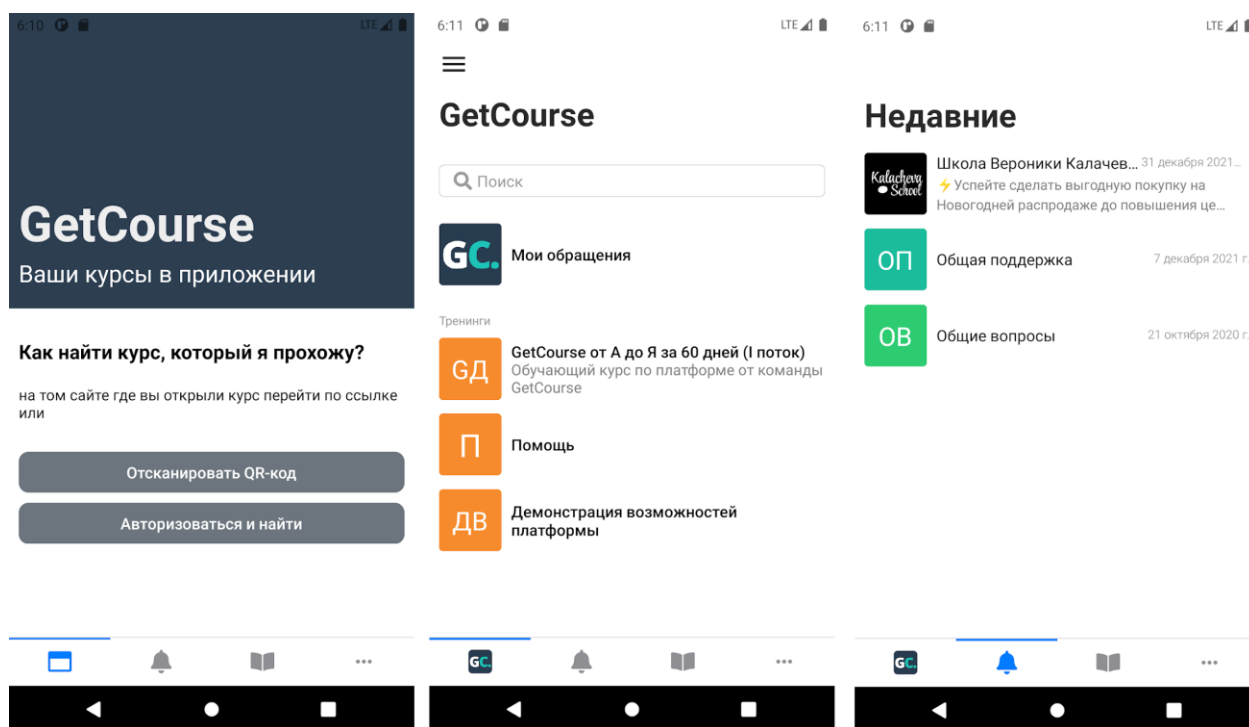 6:10
LTE
GetCourse
Ваши курсы в приложении
Как найти курс, который я прохожу?
на том сайте где вы открыли курс перейти по ссылке
или
Отсканировать QR-код
Авторизоваться и найти
6:11
LTE
GetCourse
Поиск
GC.
Мои обращения
Тренинги
GД
GetCourse от А до Я за 60 дней (I поток)
Обучающий курс по платформе от команды
GetCourse
П
Помощь
ДВ
Демонстрация возможностей
платформы
GC.
6:11
LTE
Недавние
Kalacheva
School
Школа Вероники Калачев... 31 декабря 2021...
⚡Успейте сделать выгодную покупку на
Новогодней распродаже до повышения це...
ОП
Общая поддержка 7 декабря 2021 г.
ОВ
Общие вопросы 21 октября 2020 г.
GC.